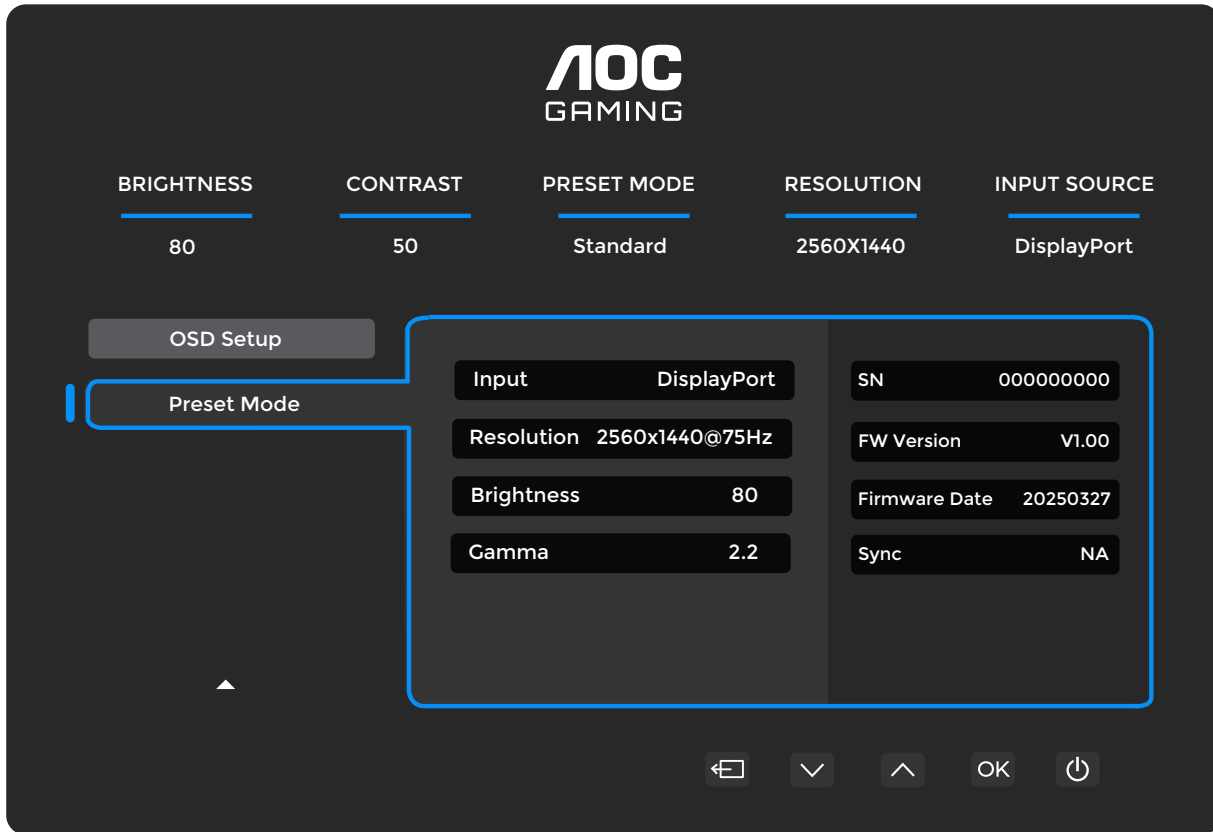 AOC
GAMING
BRIGHTNESS CONTRAST PRESET MODE RESOLUTION INPUT SOURCE
80 50 Standard 2560X1440 DisplayPort
OSD Setup
Preset Mode
Input DisplayPort
Resolution 2560x1440@75Hz
Brightness 80
Gamma 2.2
SN 000000000
FW Version V1.00
Firmware Date 20250327
Sync NA
OK